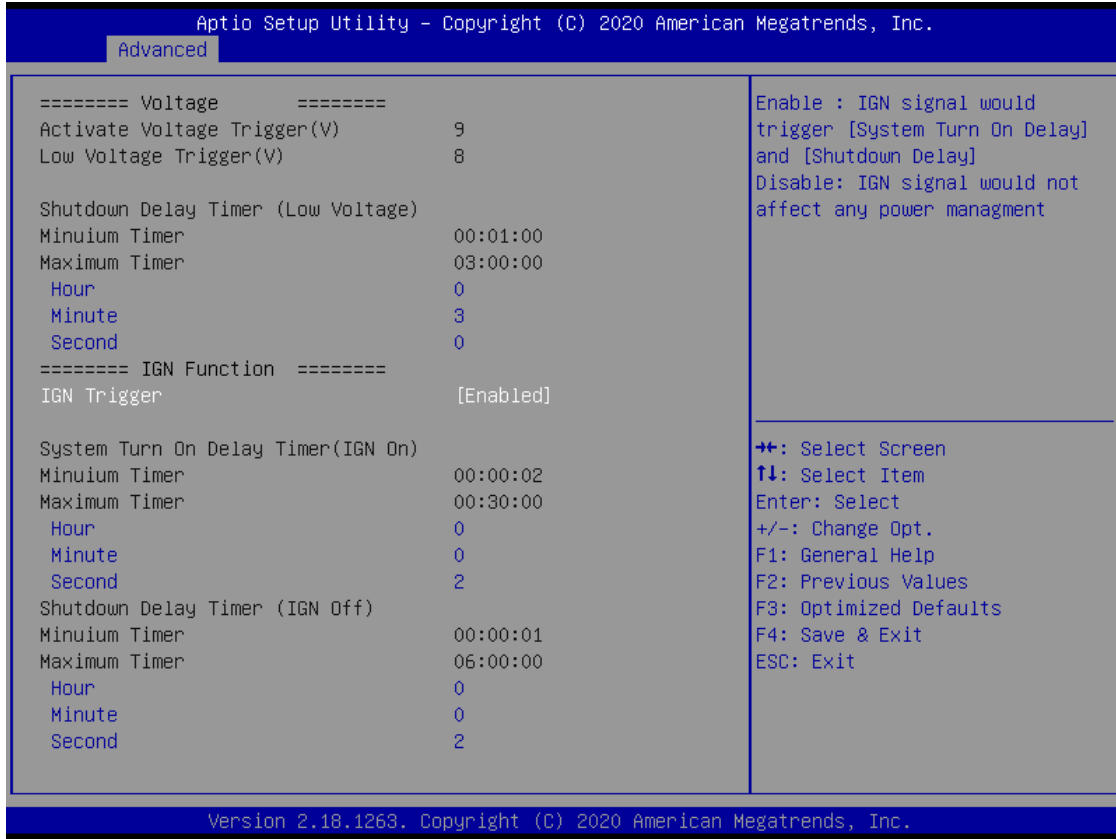 Aptio Setup Utility – Copyright (C) 2020 American Megatrends, Inc.
Advanced
======== Voltage ========
Activate Voltage Trigger(V) 9
Low Voltage Trigger(V) 8
Shutdown Delay Timer (Low Voltage)
Minuium Timer 00:01:00
Maximum Timer 03:00:00
Hour 0
Minute 3
Second 0
======== IGN Function ========
IGN Trigger [Enabled]
System Turn On Delay Timer(IGN On)
Minuium Timer 00:00:02
Maximum Timer 00:30:00
Hour 0
Minute 0
Second 2
Shutdown Delay Timer (IGN Off)
Minuium Timer 00:00:01
Maximum Timer 06:00:00
Hour 0
Minute 0
Second 2
Enable : IGN signal would
trigger [System Turn On Delay]
and [Shutdown Delay]
Disable: IGN signal would not
affect any power managment
→←: Select Screen
↑↓: Select Item
Enter: Select
+/-: Change Opt.
F1: General Help
F2: Previous Values
F3: Optimized Defaults
F4: Save & Exit
ESC: Exit
Version 2.18.1263. Copyright (C) 2020 American Megatrends, Inc.